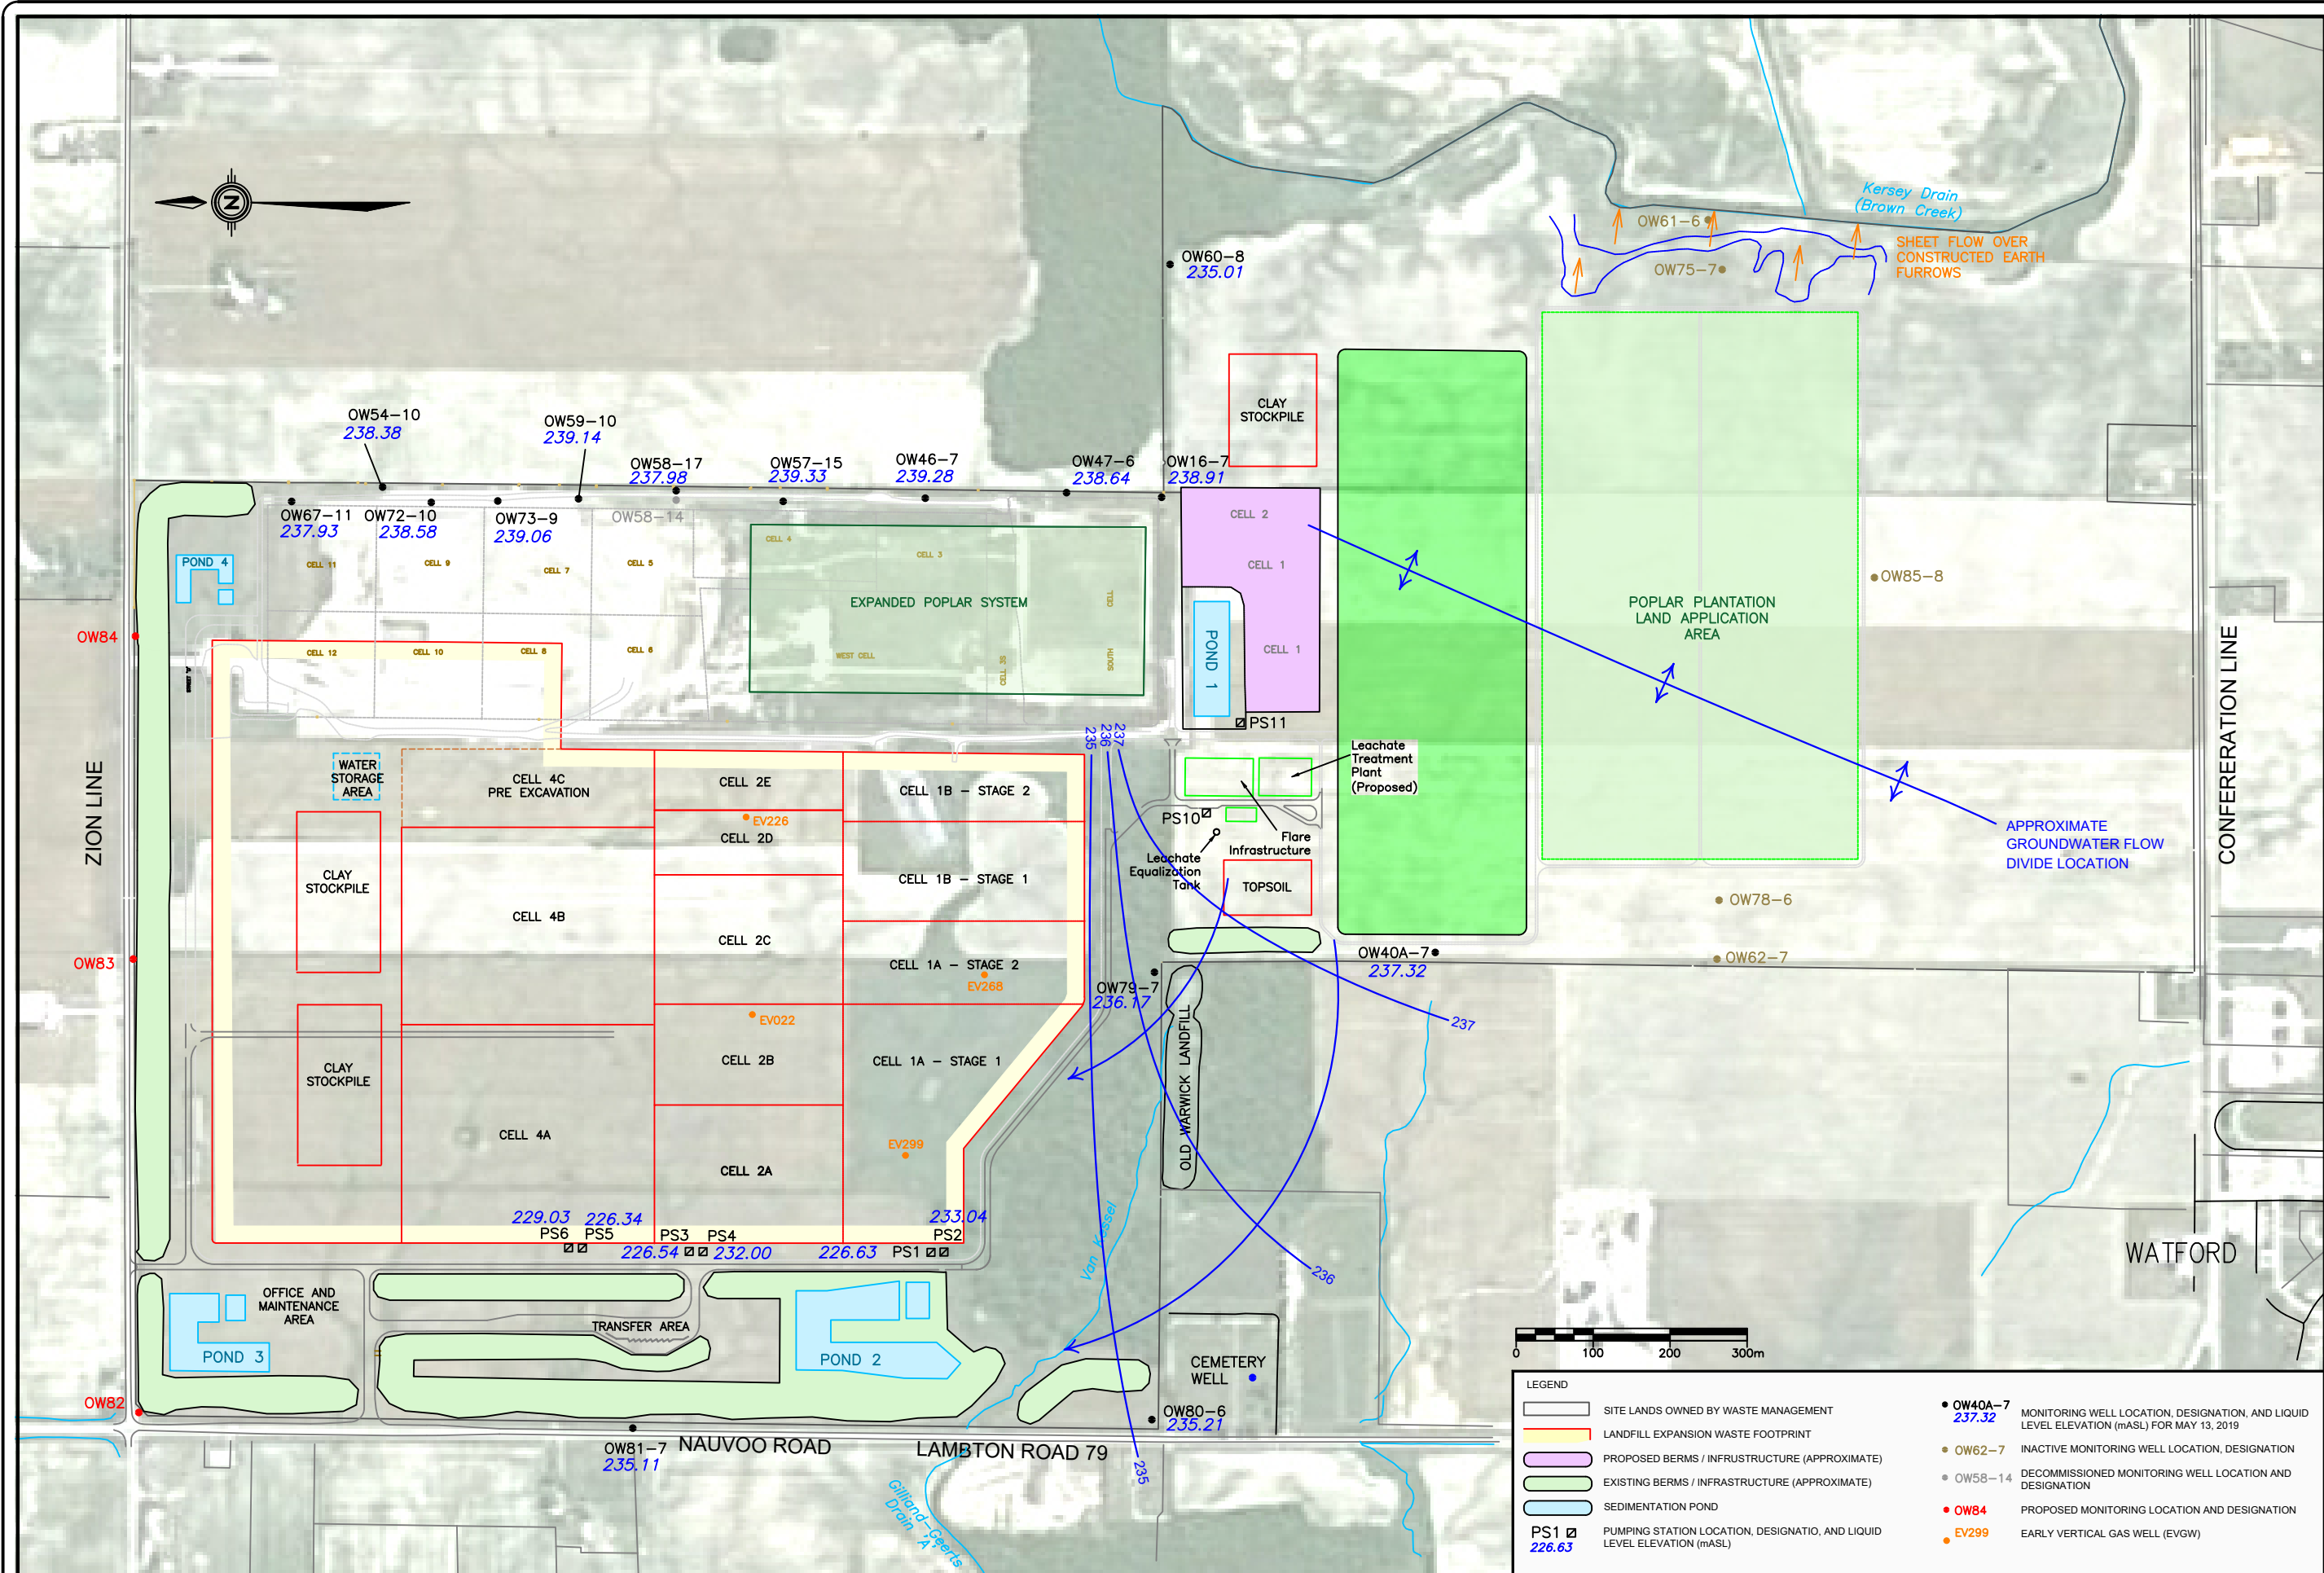 N
Kersey Drain
(Brown Creek)
OW61-6
OW75-7
SHEET FLOW OVER
CONSTRUCTED EARTH
FURROWS
OW60-8
235.01
CLAY
STOCKPILE
OW54-10
238.38
OW59-10
239.14
OW58-17
237.98
OW57-15
239.33
OW46-7
239.28
OW47-6
238.64
OW16-7
238.91
OW67-11
237.93
OW72-10
238.58
OW73-9
239.06
OW58-14
POND 4
CELL 11
CELL 9
CELL 7
CELL 5
CELL 4
CELL 3
CELL 2
CELL 1
EXPANDED POPLAR SYSTEM
SOUTH CELL
POND 1
CELL 1
POPLAR PLANTATION
LAND APPLICATION
AREA
OW85-8
OW84
CELL 12
CELL 10
CELL 8
CELL 6
WEST CELL
CELL 3S
STREET "A"
ZION LINE
CONFERERATION LINE
PS11
235
236
237
WATER
STORAGE
AREA
CELL 4C
PRE EXCAVATION
CELL 2E
EV226
CELL 2D
CELL 1B - STAGE 2
Leachate
Treatment
Plant
(Proposed)
PS10
Flare
Infrastructure
Leachate
Equalization
Tank
TOPSOIL
APPROXIMATE
GROUNDWATER FLOW
DIVIDE LOCATION
CLAY
STOCKPILE
CELL 4B
CELL 2C
CELL 1B - STAGE 1
CELL 1A - STAGE 2
EV268
OW78-6
OW62-7
OW40A-7
237.32
OW83
OW79-7
236.17
EV022
237
CELL 2B
CELL 1A - STAGE 1
CLAY
STOCKPILE
OLD WARWICK LANDFILL
CELL 4A
CELL 2A
EV299
229.03
PS6
226.34
PS5
PS3
226.54
PS4
232.00
226.63
PS1
233.04
PS2
Van Kessel
236
WATFORD
OFFICE AND
MAINTENANCE
AREA
TRANSFER AREA
POND 3
POND 2
CEMETERY
WELL
OW82
OW80-6
235.21
OW81-7
235.11
NAUVOO ROAD
LAMBTON ROAD 79
235
Gilliand-Geerts
Drain 'A'
0 100 200 300m
LEGEND
SITE LANDS OWNED BY WASTE MANAGEMENT
LANDFILL EXPANSION WASTE FOOTPRINT
PROPOSED BERMS / INFRUSTRUCTURE (APPROXIMATE)
EXISTING BERMS / INFRASTRUCTURE (APPROXIMATE)
SEDIMENTATION POND
PS1
226.63
PUMPING STATION LOCATION, DESIGNATIO, AND LIQUID
LEVEL ELEVATION (mASL)
OW40A-7
237.32
MONITORING WELL LOCATION, DESIGNATION, AND LIQUID
LEVEL ELEVATION (mASL) FOR MAY 13, 2019
OW62-7
INACTIVE MONITORING WELL LOCATION, DESIGNATION
OW58-14
DECOMMISSIONED MONITORING WELL LOCATION AND
DESIGNATION
OW84
PROPOSED MONITORING LOCATION AND DESIGNATION
EV299
EARLY VERTICAL GAS WELL (EVGW)